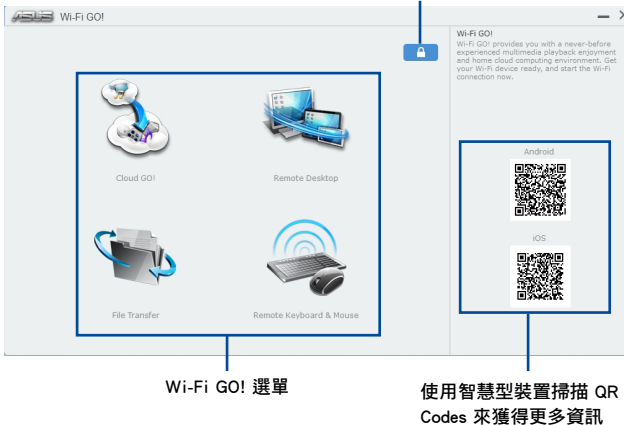 ASUS Wi-Fi GO!
Wi-Fi GO!
Wi-Fi GO! provides you with a never-before
experienced multimedia playback enjoyment
and home cloud computing environment. Get
your Wi-Fi device ready, and start the Wi-Fi
connection now.
Cloud GO!
Remote Desktop
File Transfer
Remote Keyboard & Mouse
Android
iOS
Wi-Fi GO! 選單
使用智慧型裝置掃描 QR
Codes 來獲得更多資訊